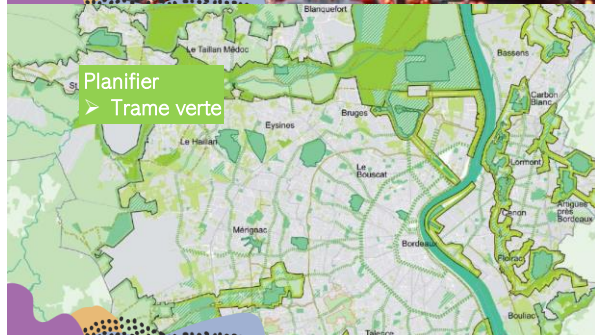 Blanquefort
Le Taillan Médoc
Bassens
Planifier
➢ Trame verte
St
Carbon
Blanc
Bruges
Eysines
Le Haillan
Lormont
Le
Bouscat
Cenon
Artigues
près
Bordeaux
Mérignac
Bordeaux
Floirac
Bouliac
Talence